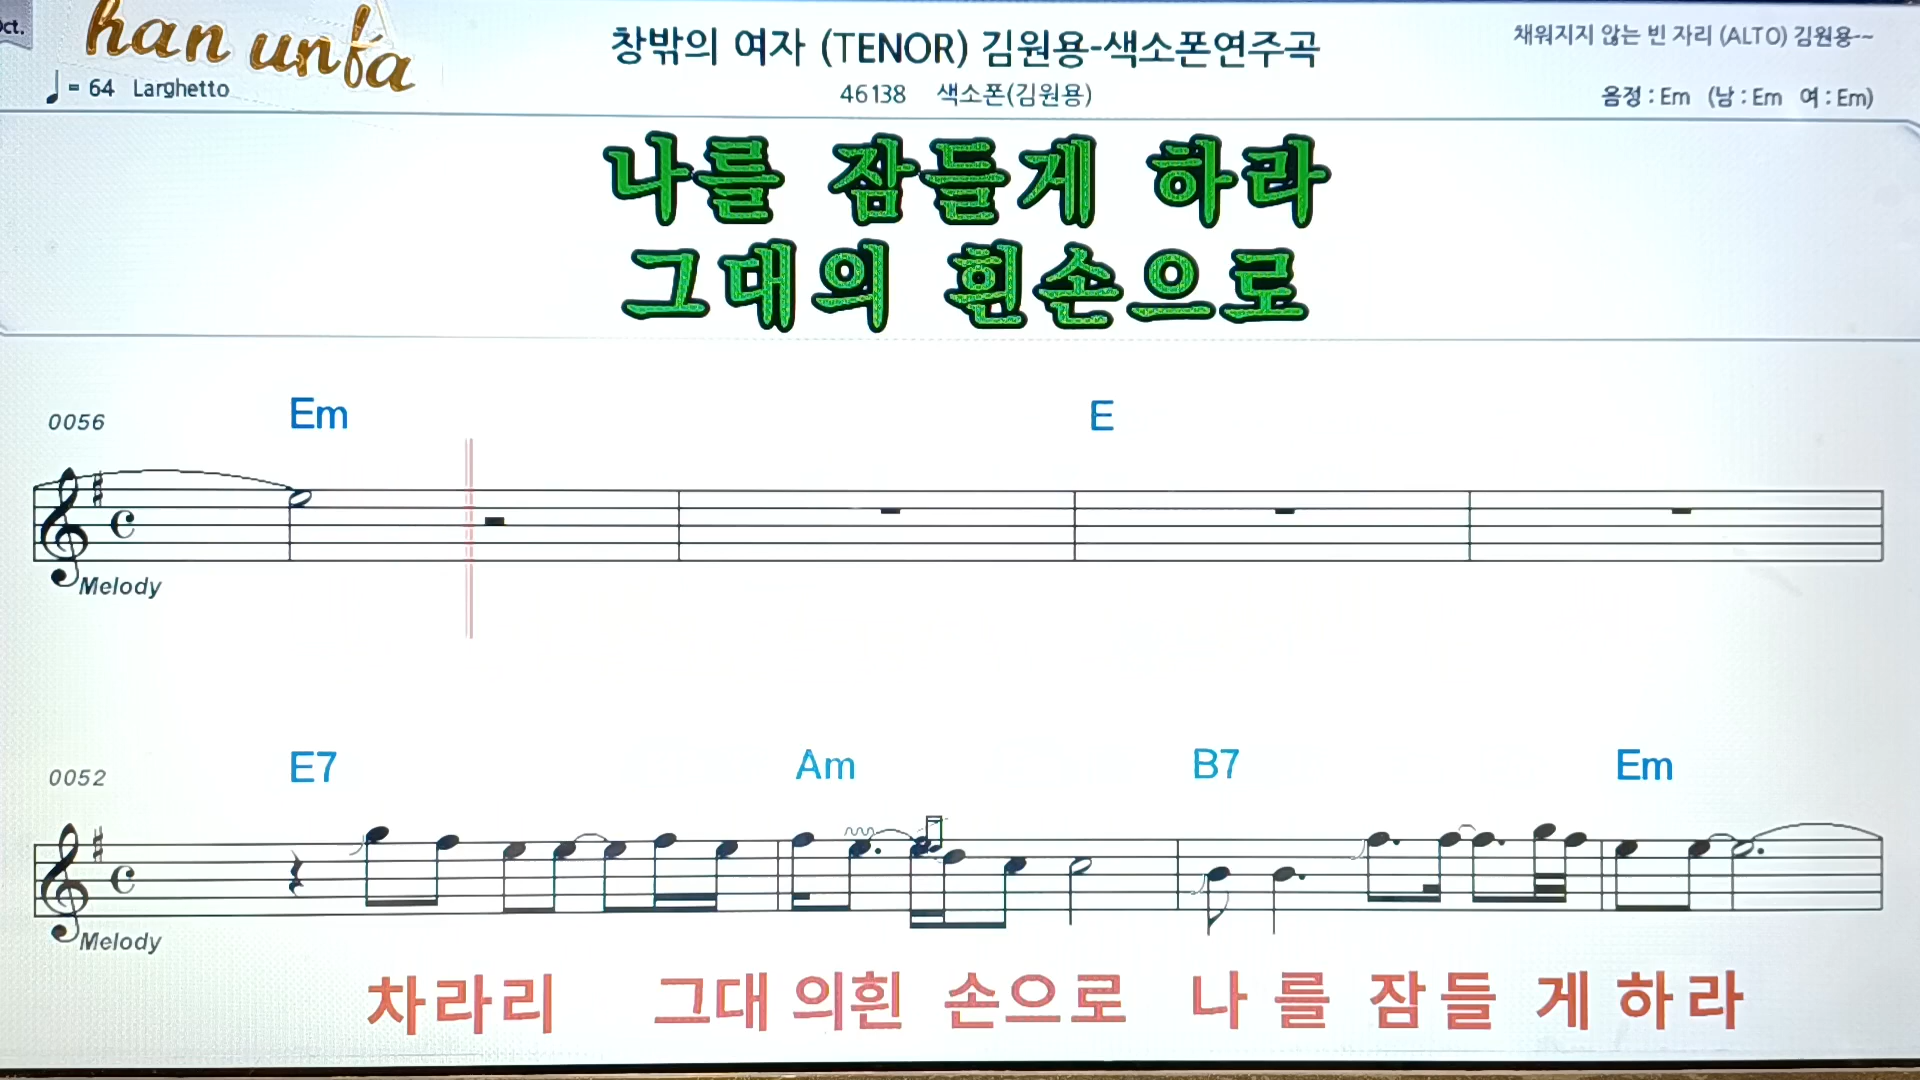 Oct.
han unfa
창밖의 여자 (TENOR) 김원용-색소폰연주곡
채워지지 않는 빈 자리 (ALTO) 김원용~~
= 64 Larghetto
46138 색소폰(김원용)
음정 : Em (남 : Em 여 : Em)
나를 잠들게 하라
그대의 흰손으로
0056 Em E
Melody
0052 E7 Am B7 Em
Melody
차라리 그대 의흰 손으로 나 를 잠들 게 하라